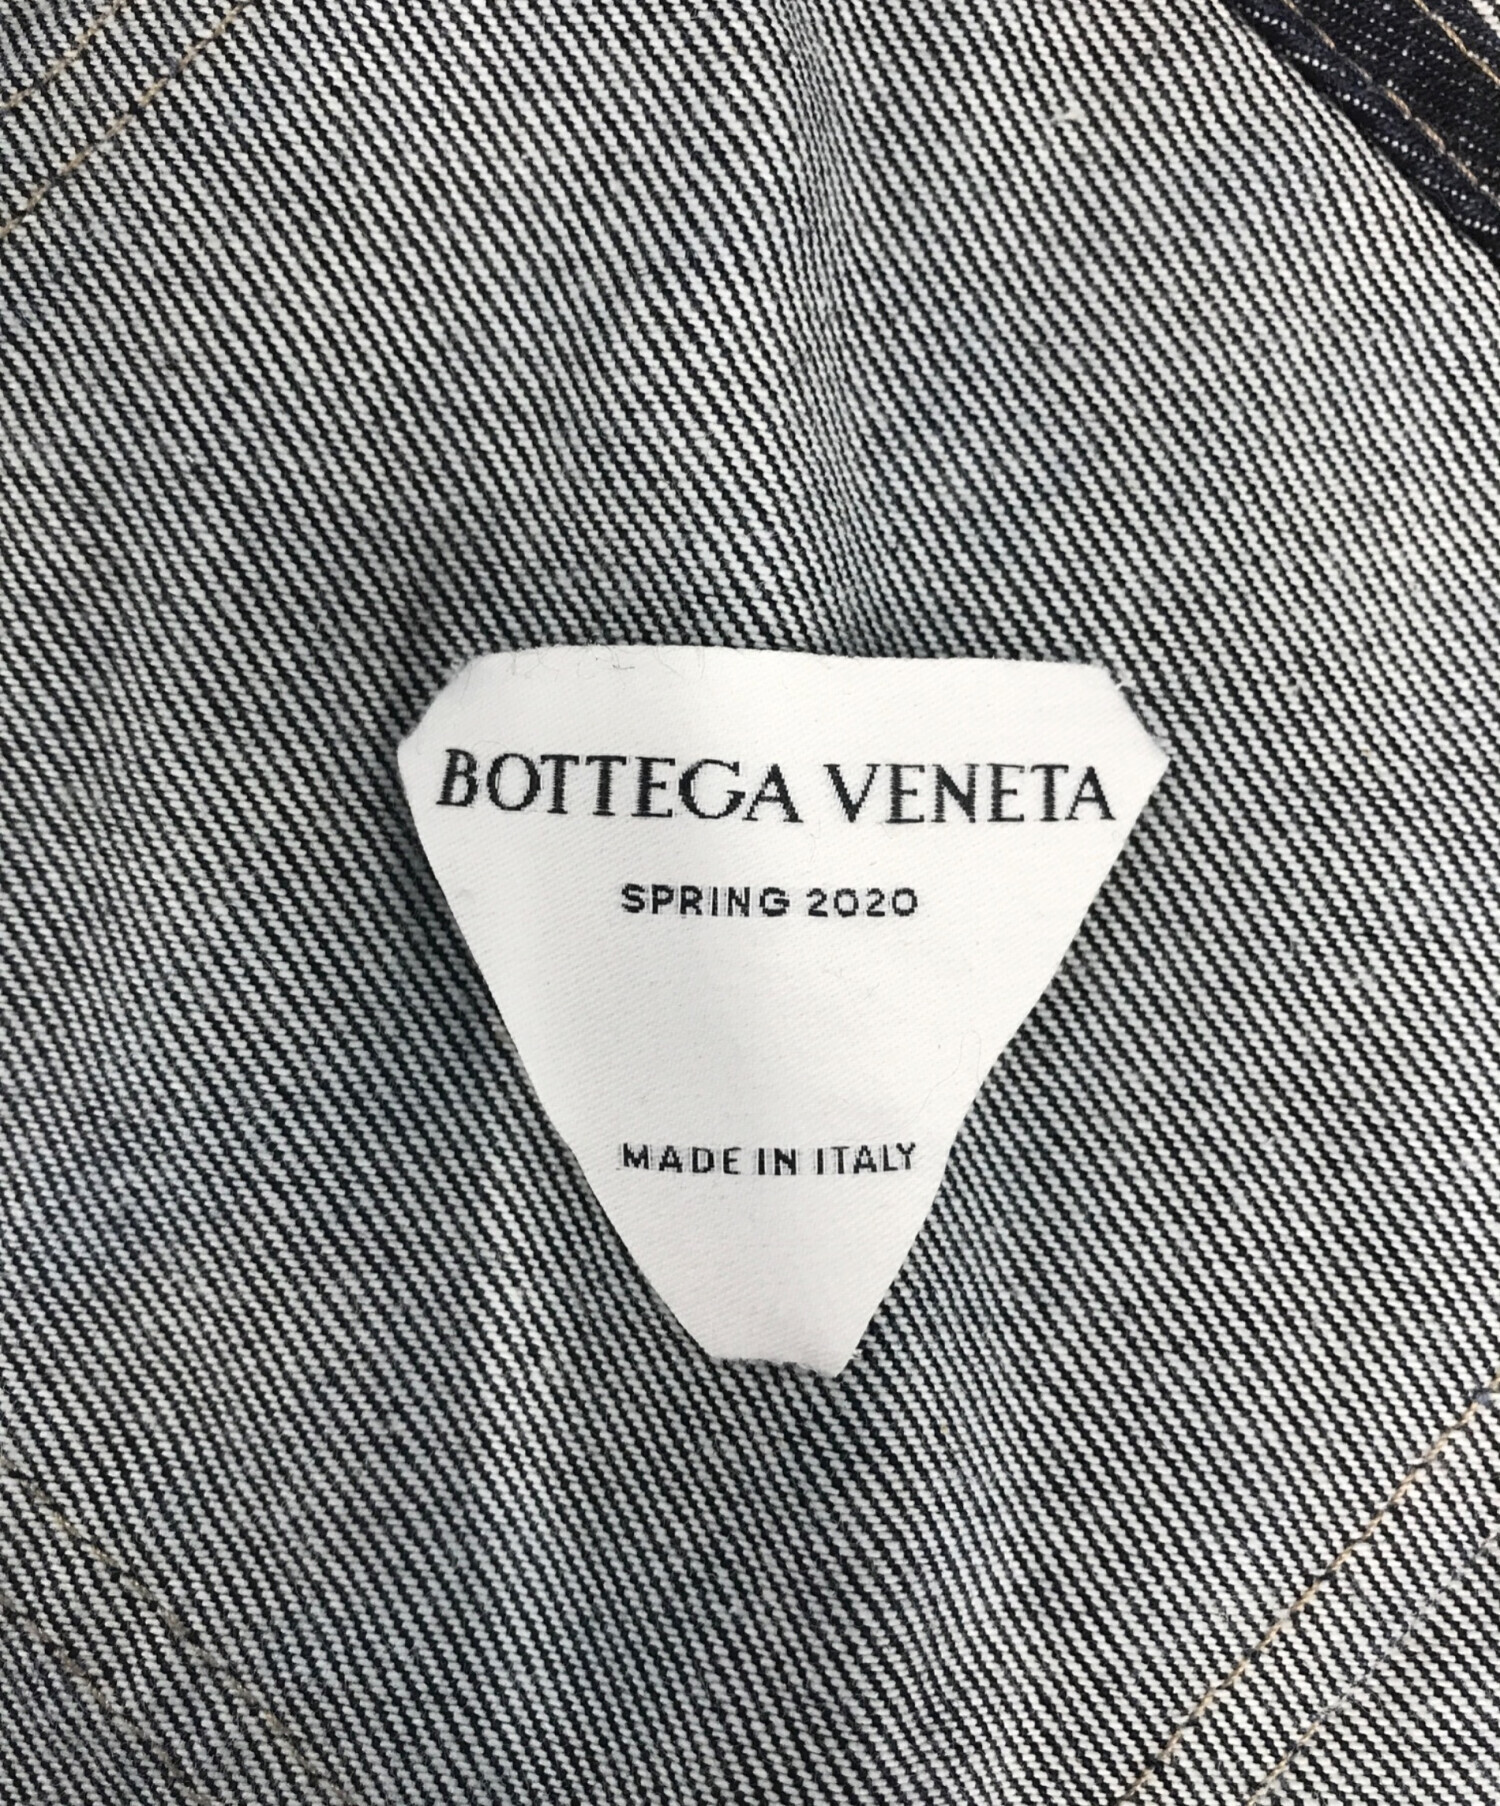 BOTTEGA VENETA
SPRING 2020
MADE IN ITALY